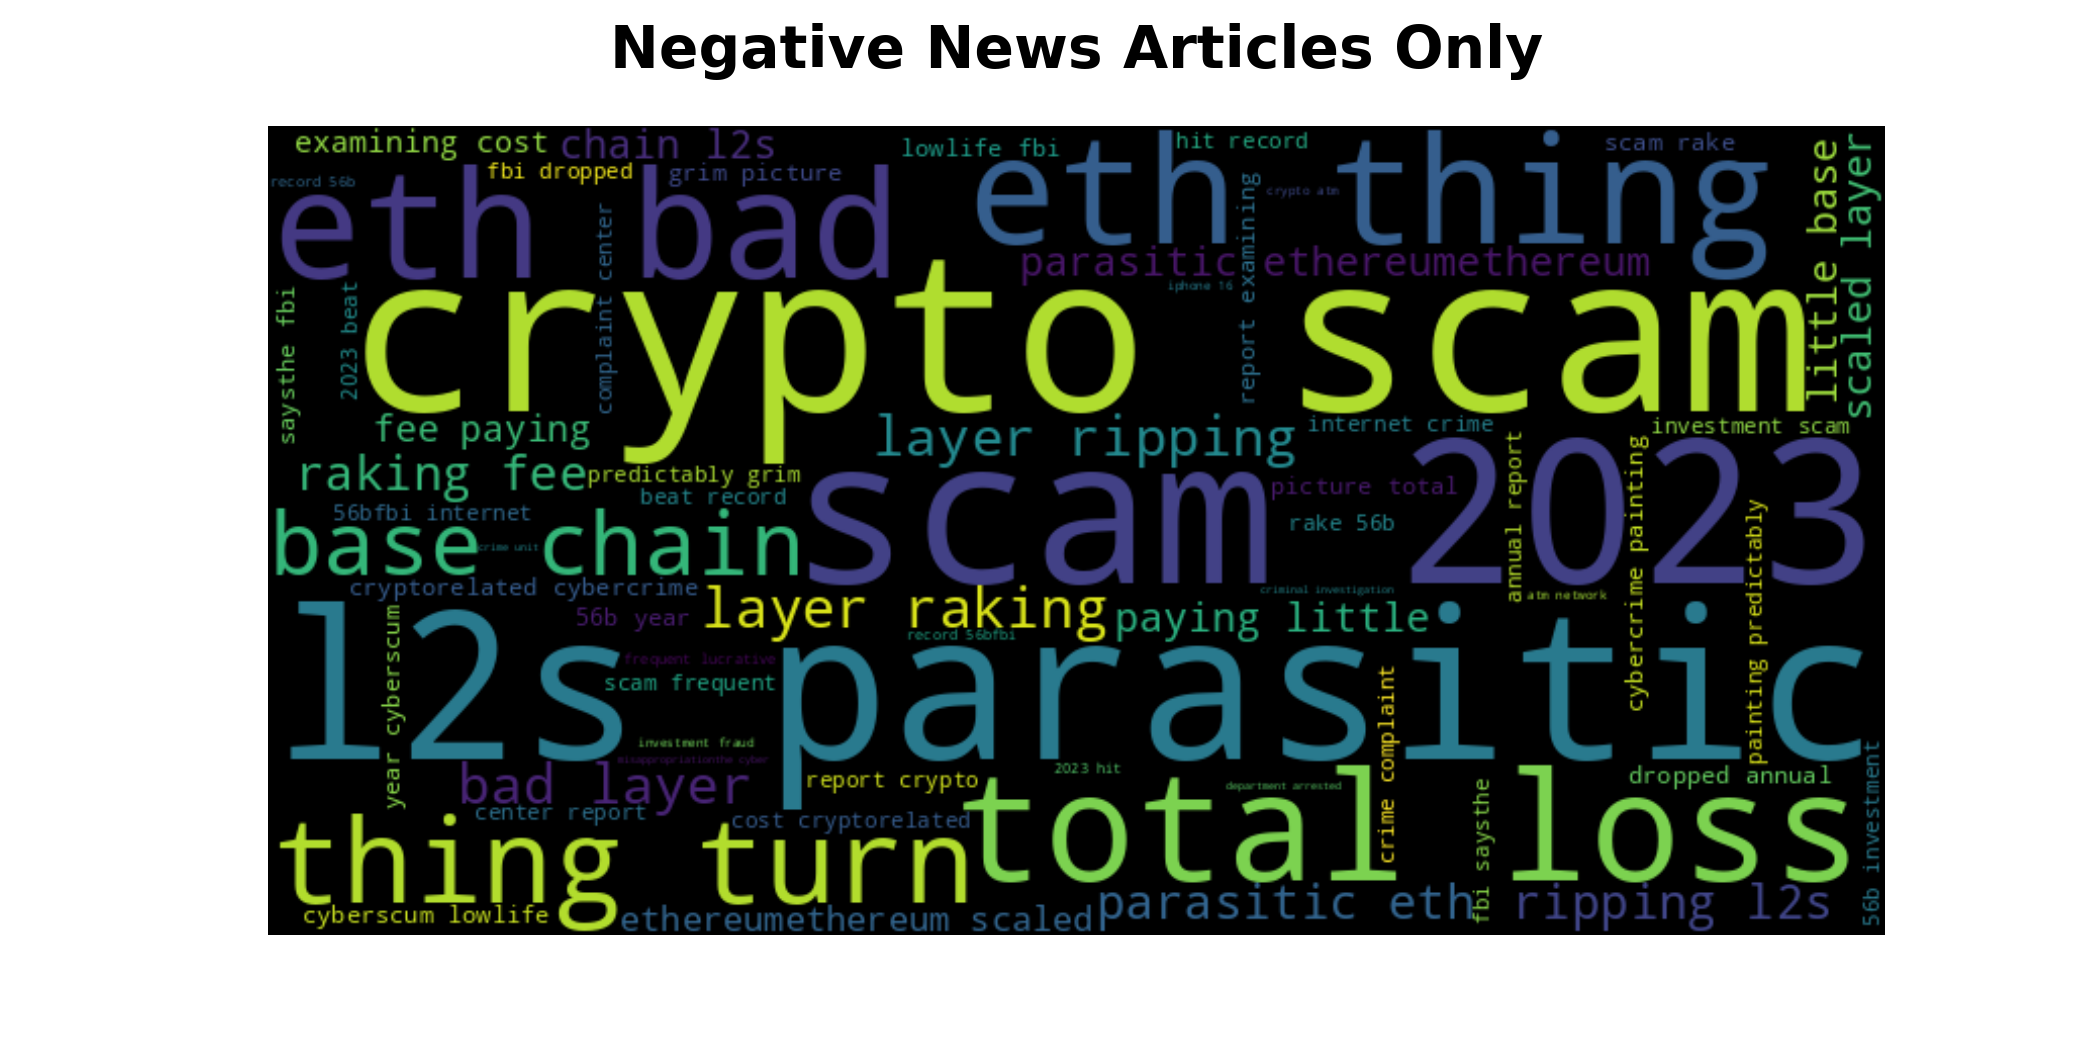 Negative News Articles Only
examining cost
chain l2s
lowlife fbi
hit record
scam rake
fbi dropped
grim picture
record 56b
crypto atm
eth bad
eth thing
little base
scaled layer
parasitic ethereumethereum
report examining
complaint center
iphone 16
saysthe fbi
2023 beat
crypto scam
fee paying
layer ripping
internet crime
investment scam
raking fee
predictably grim
beat record
picture total
scam 2023
annual report
cybercrime painting
56bfbi internet
rake 56b
base chain
crime unit
painting predictably
cryptorelated cybercrime
criminal investigation
atm network
56b year
layer raking
paying little
record 56bfbi
year cyberscum
l2s parasitic
frequent lucrative
scam frequent
crime complaint
investment fraud
misappropriationthe cyber
bad layer
report crypto
2023 hit
department arrested
dropped annual
total loss
56b investment
center report
cost cryptorelated
fbi saysthe
thing turn
cyberscum lowlife
ethereumethereum scaled
parasitic eth
ripping l2s